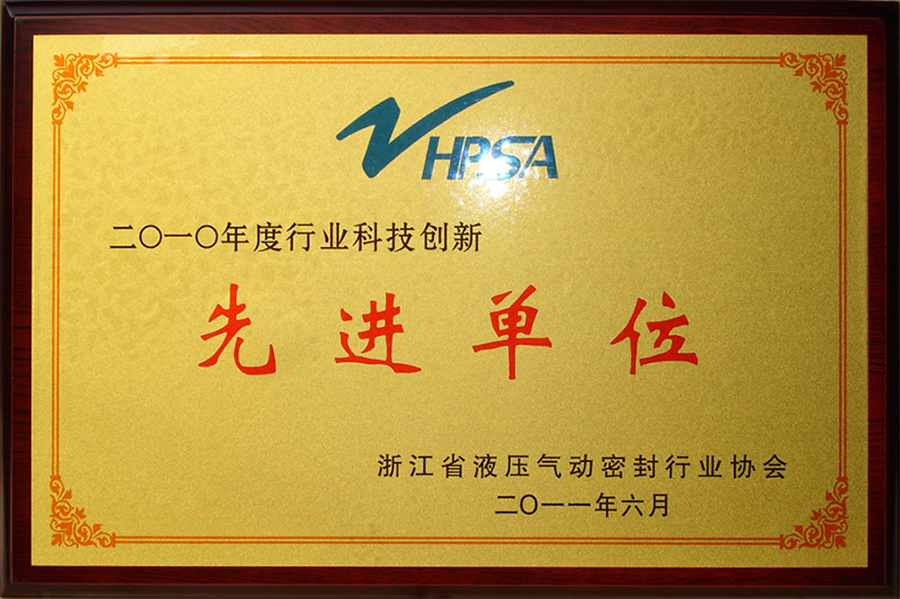 HPSA
二〇一〇年度行业科技创新
先进单位
浙江省液压气动密封行业协会
二〇一一年六月